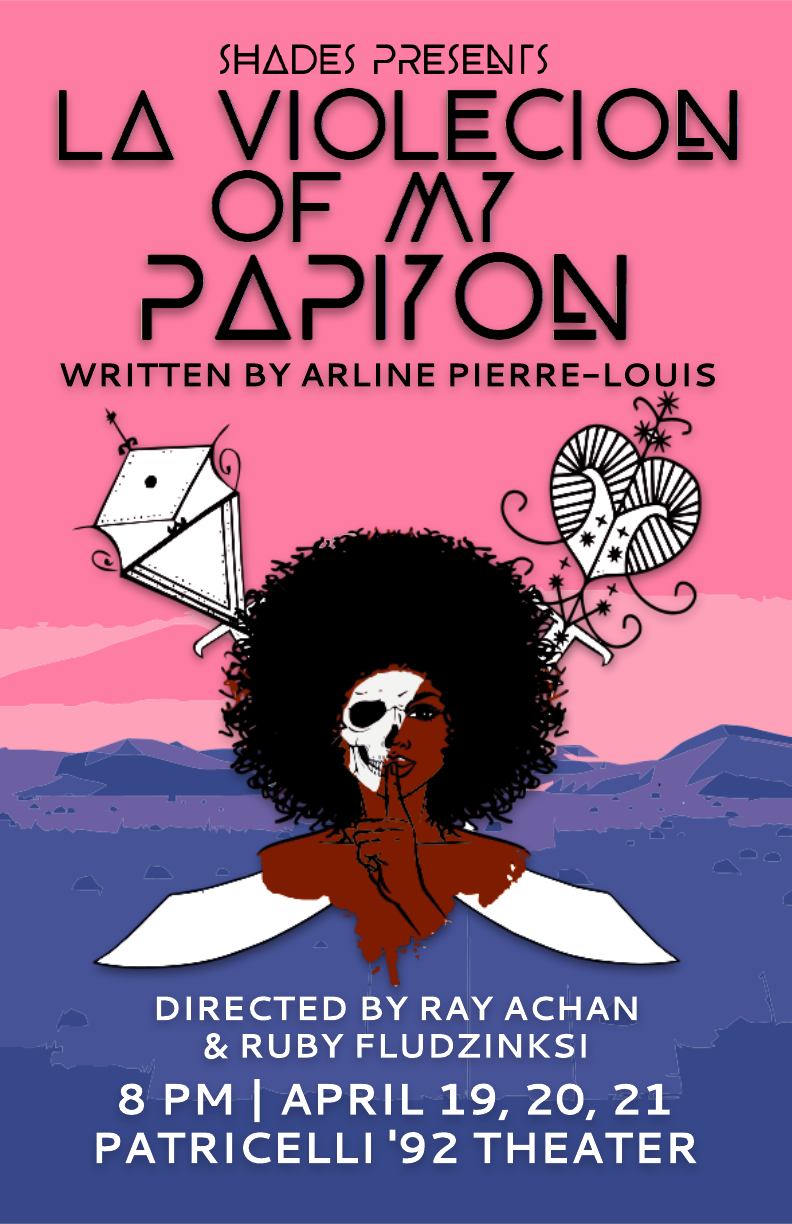 SHADES PRESENTS
LA VIOLECION
OF MY
PAPIYON
WRITTEN BY ARLINE PIERRE-LOUIS
DIRECTED BY RAY ACHAN
& RUBY FLUDZINKSI
8 PM | APRIL 19, 20, 21
PATRICELLI '92 THEATER